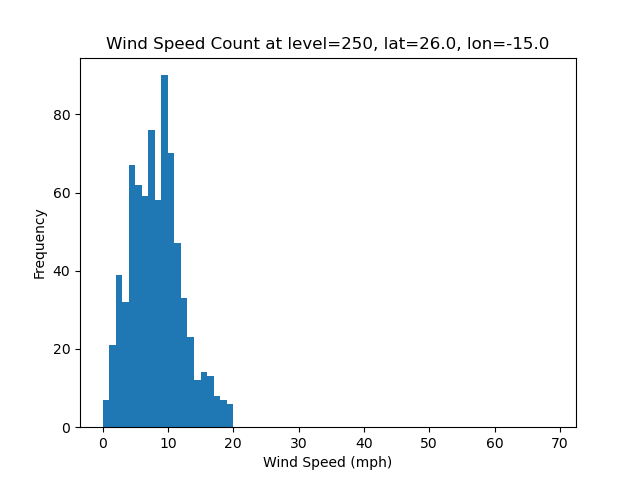 Wind Speed Count at level=250, lat=26.0, lon=-15.0
80
60
40
20
0
Frequency
0 10 20 30 40 50 60 70
Wind Speed (mph)